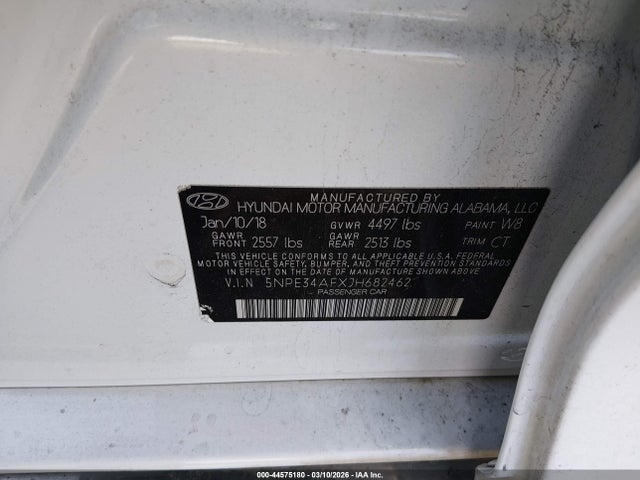 MANUFACTURED BY
HYUNDAI MOTOR MANUFACTURING ALABAMA, LLC
Jan/10/18 GVWR 4497 lbs PAINT W8
GAWR FRONT 2557 lbs GAWR REAR 2513 lbs TRIM CT
THIS VEHICLE CONFORMS TO ALL APPLICABLE U.S.A. FEDERAL
MOTOR VEHICLE SAFETY, BUMPER, AND THEFT PREVENTION
STANDARDS IN EFFECT ON THE DATE OF MANUFACTURE SHOWN ABOVE.
V.I.N 5NPE34AFXJH682462
PASSENGER CAR
000-44575180 - 03/10/2026 - IAA Inc.